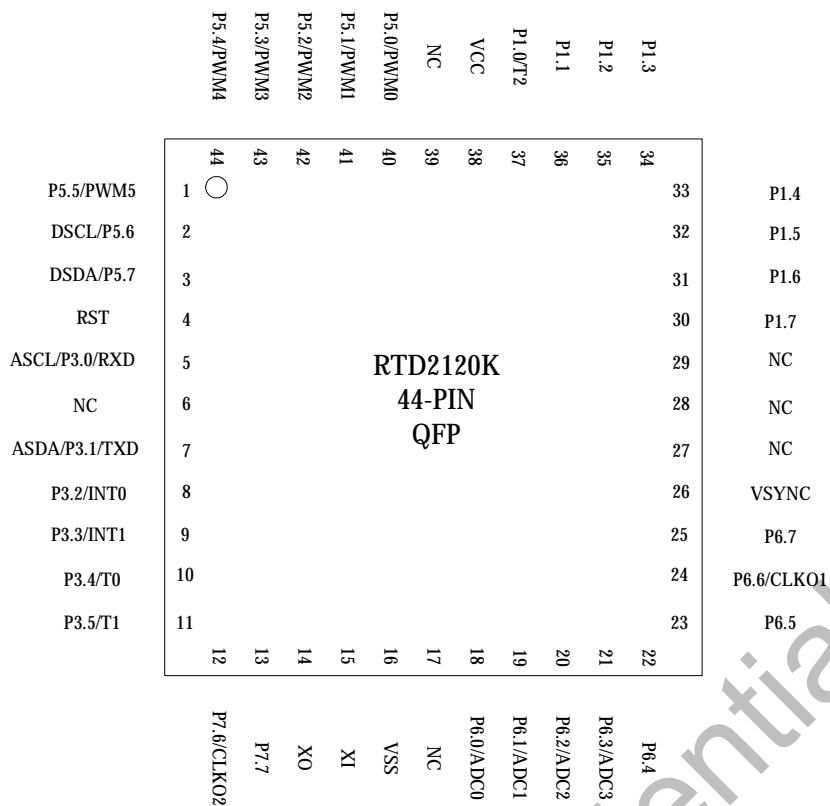 P5.4/PWM4
P5.3/PWM3
P5.2/PWM2
P5.1/PWM1
P5.0/PWM0
NC
VCC
P1.0/T2
P1.1
P1.2
P1.3
44
43
42
41
40
39
38
37
36
35
34
P5.5/PWM5 1 33 P1.4
DSCL/P5.6 2 32 P1.5
DSDA/P5.7 3 31 P1.6
RST 4 30 P1.7
ASCL/P3.0/RXD 5 29 NC
NC 6 28 NC
ASDA/P3.1/TXD 7 27 NC
P3.2/INT0 8 26 VSYNC
P3.3/INT1 9 25 P6.7
P3.4/T0 10 24 P6.6/CLKO1
P3.5/T1 11 23 P6.5
RTD2120K
44-PIN
QFP
12
13
14
15
16
17
18
19
20
21
22
P7.6/CLKO2
P7.7
XO
XI
VSS
NC
P6.0/ADC0
P6.1/ADC1
P6.2/ADC2
P6.3/ADC3
P6.4